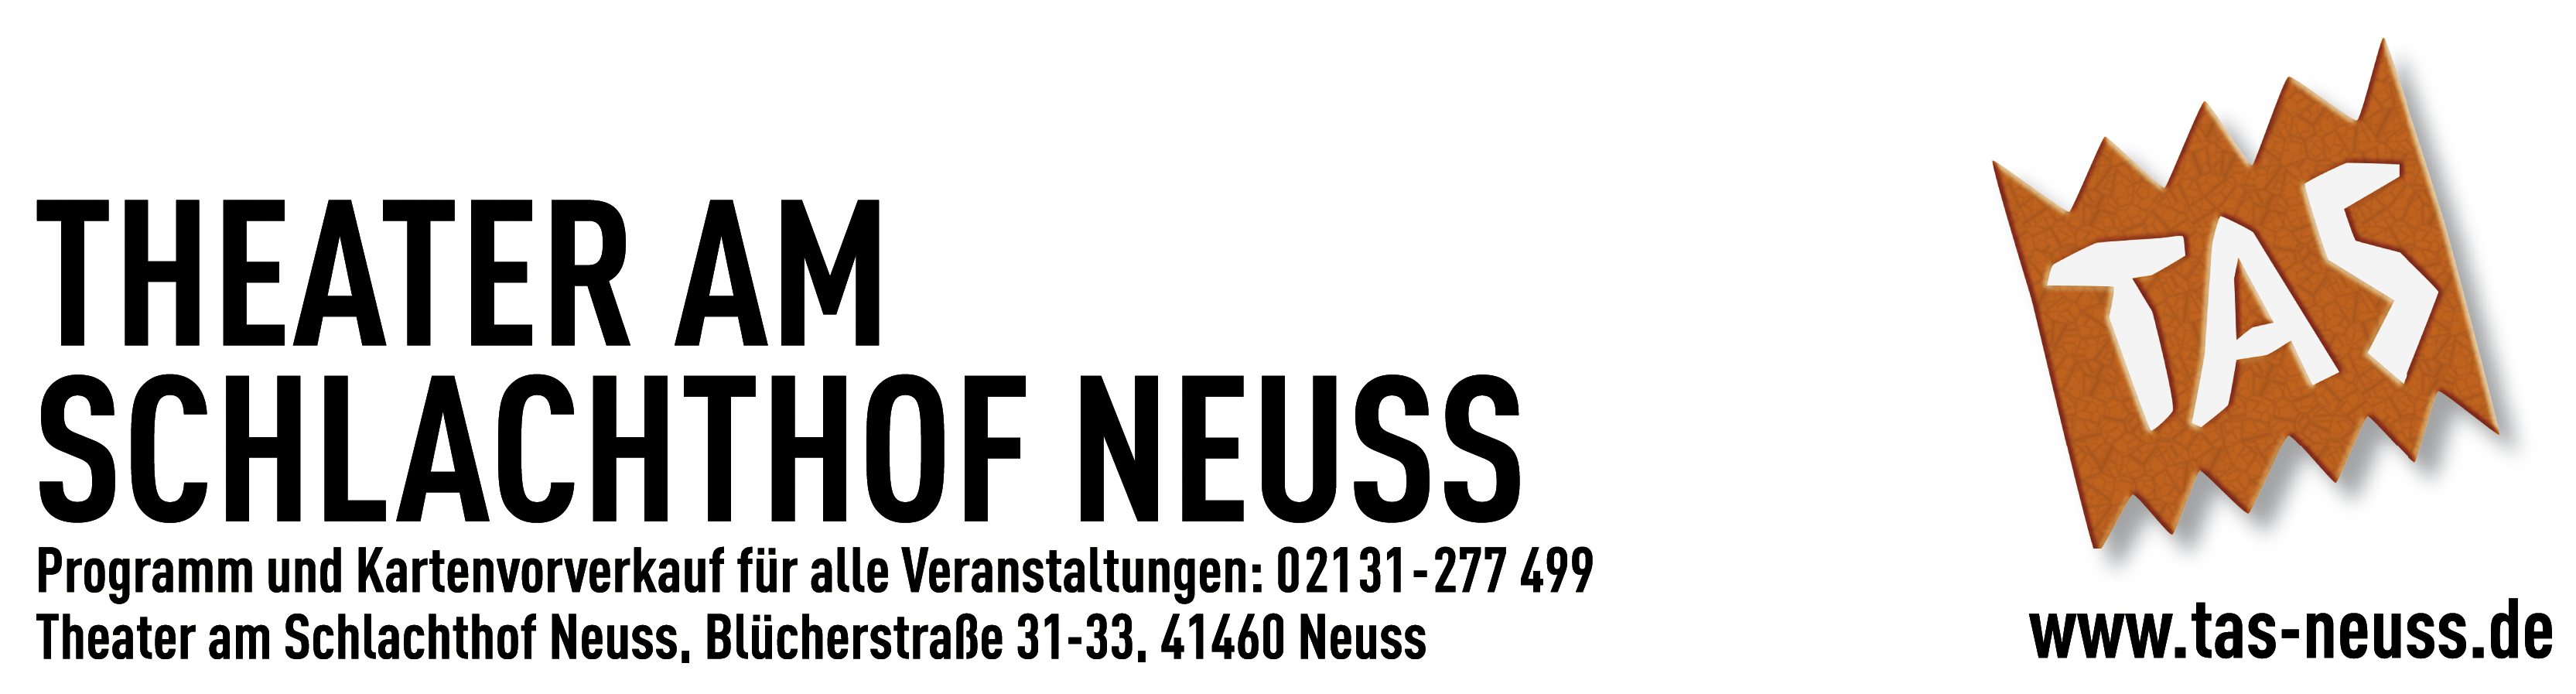 THEATER AM
SCHLACHTHOF NEUSS
Programm und Kartenvorverkauf für alle Veranstaltungen: 02131-277 499
Theater am Schlachthof Neuss, Blücherstraße 31-33, 41460 Neuss
TAS
www.tas-neuss.de